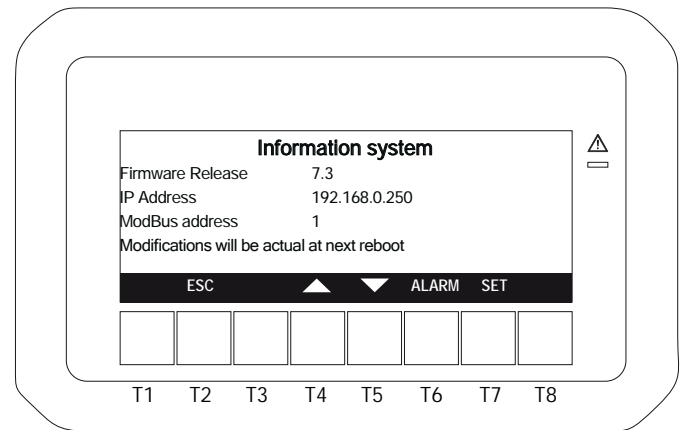 Information system
Firmware Release 7.3
IP Address 192.168.0.250
ModBus address 1
Modifications will be actual at next reboot
ESC ALARM SET
T1 T2 T3 T4 T5 T6 T7 T8